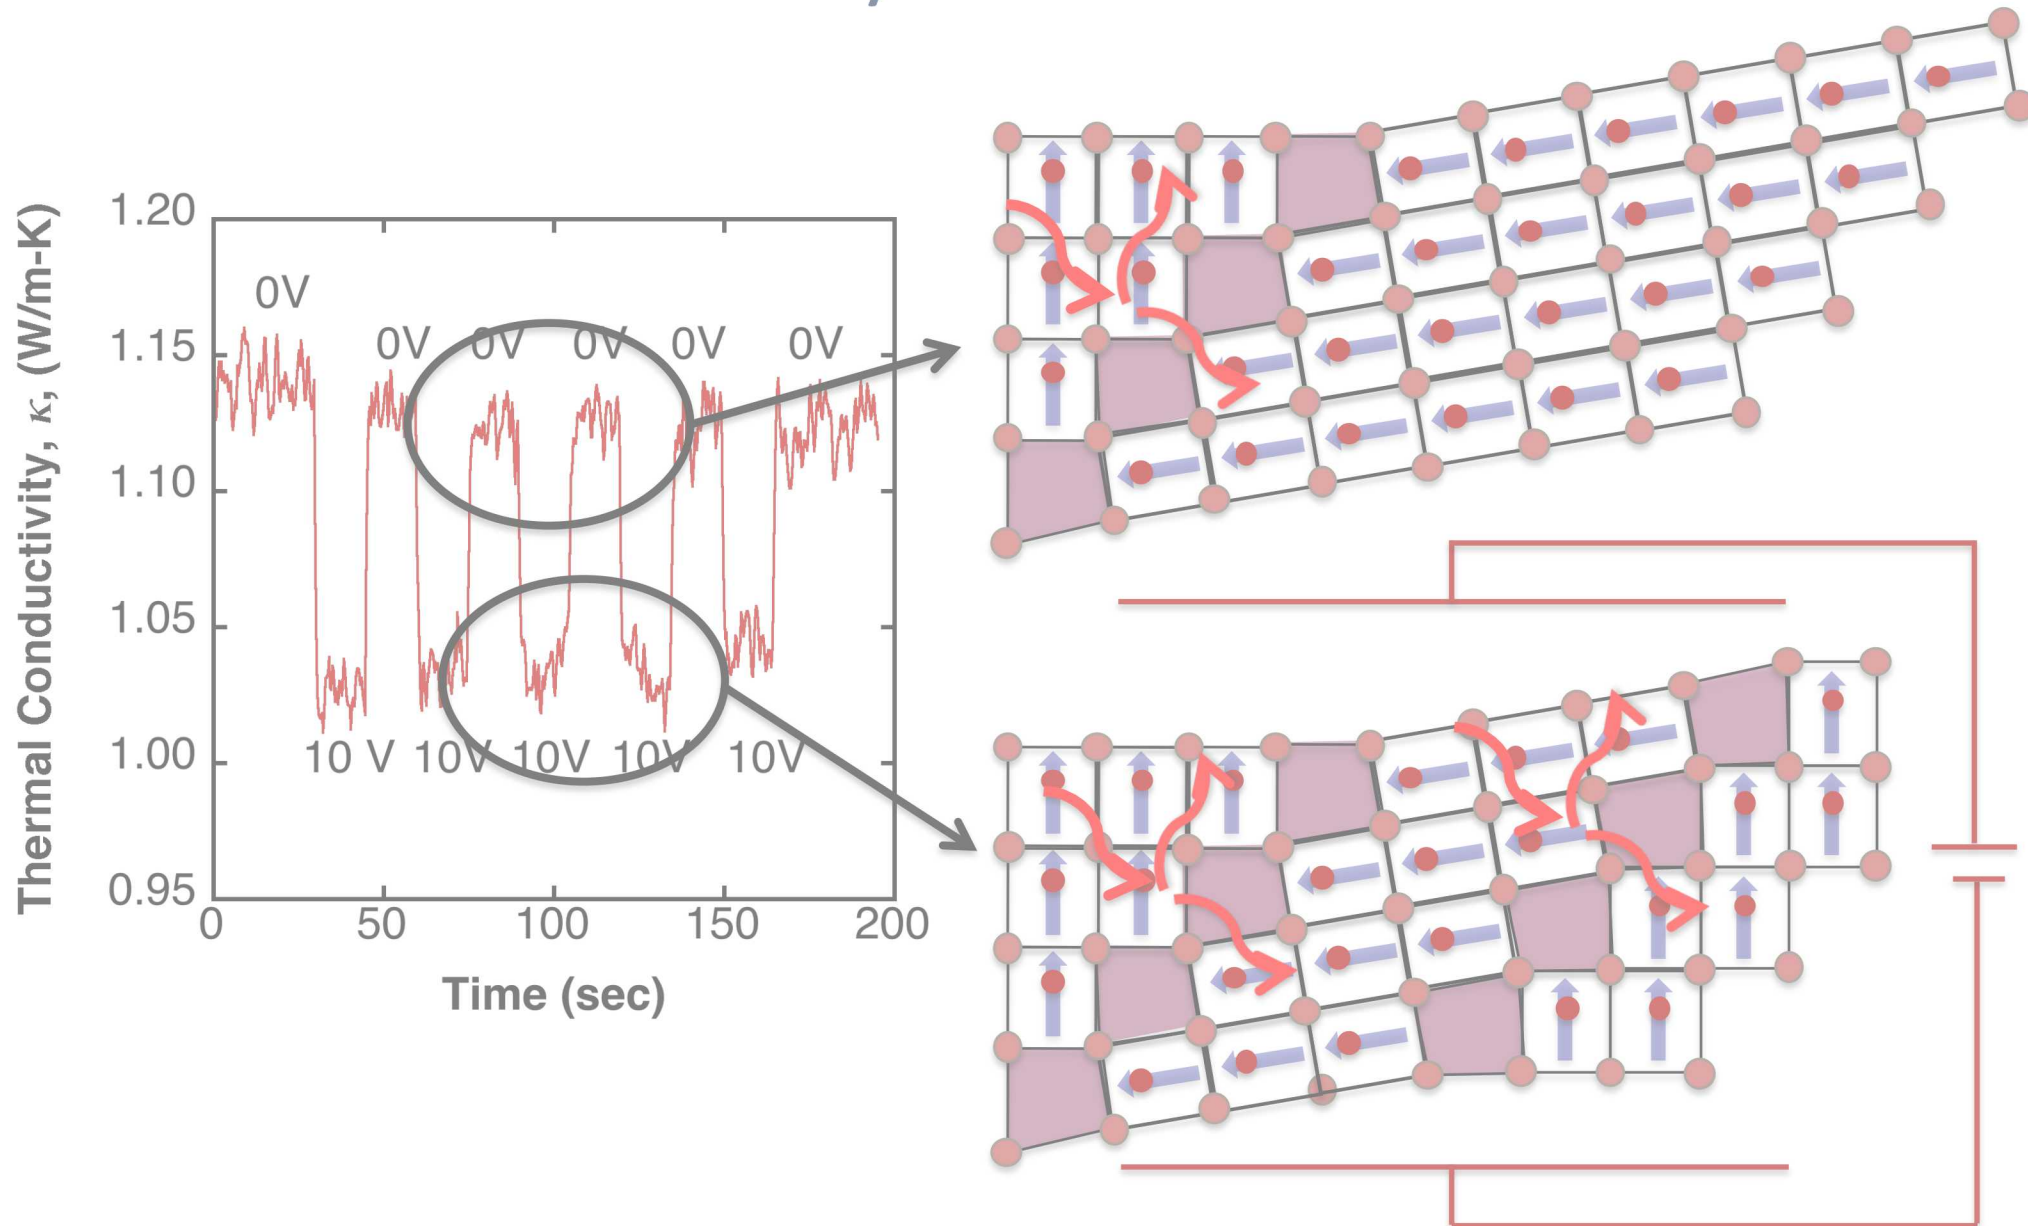 Thermal Conductivity, κ, (W/m-K)
1.20
1.15
1.10
1.05
1.00
0.95
0V
0V 0V 0V 0V 0V
10 V 10V 10V 10V 10V
0 50 100 150 200
Time (sec)